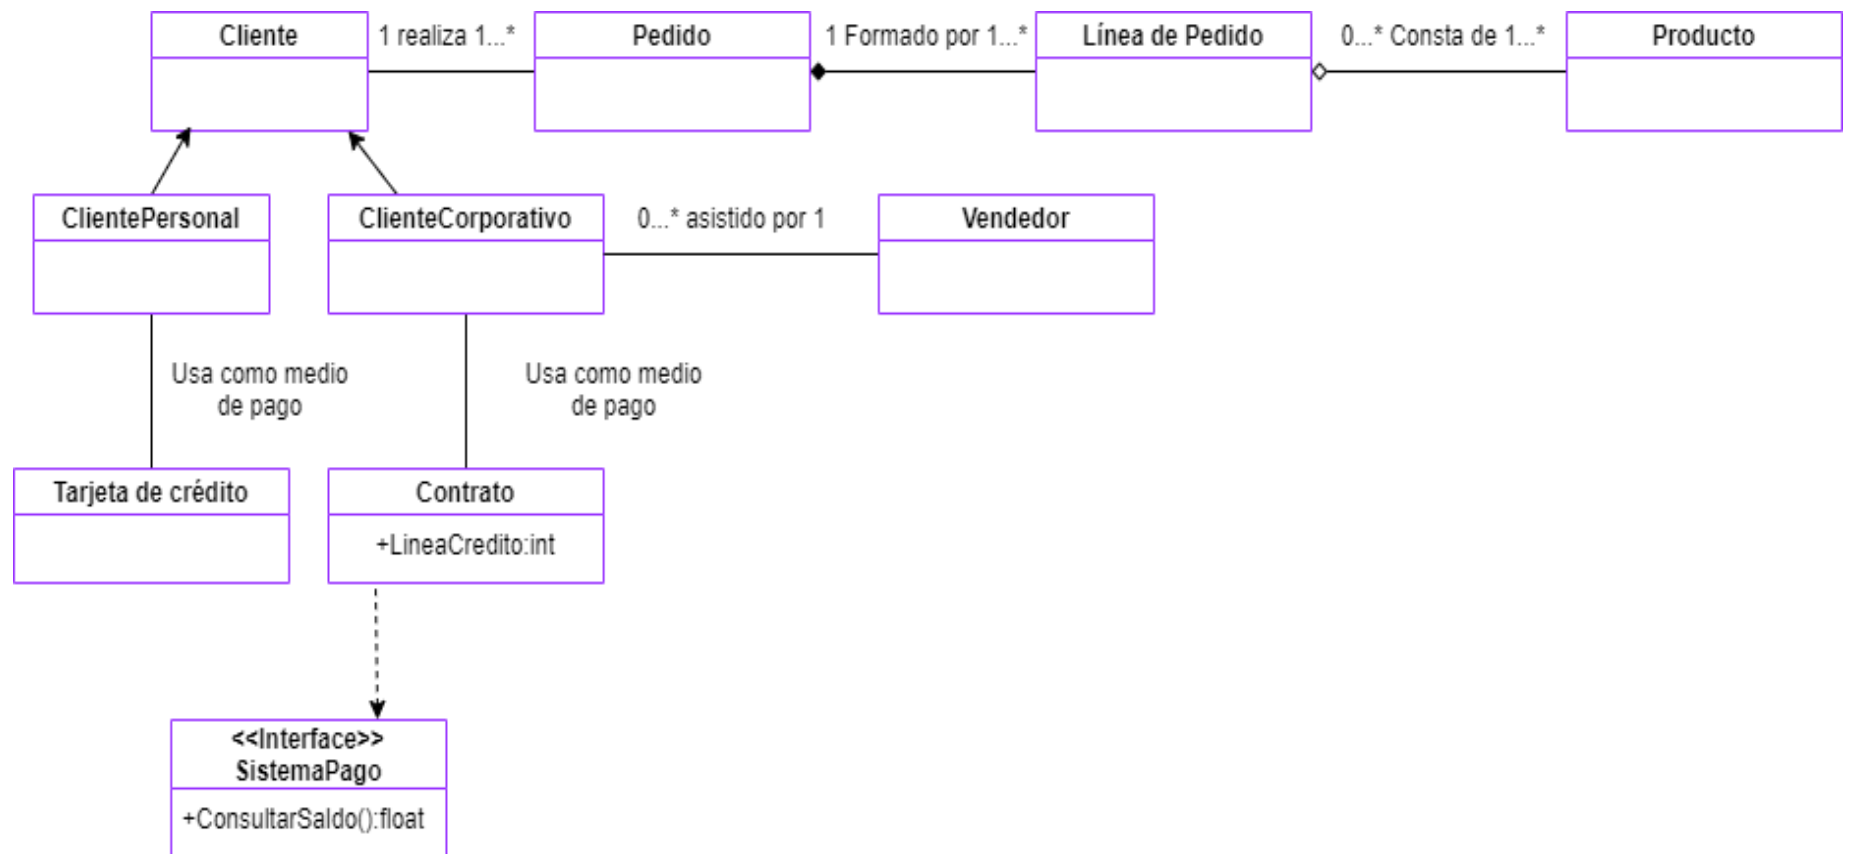 Cliente
1 realiza 1...*
Pedido
1 Formado por 1...*
Línea de Pedido
0...* Consta de 1...*
Producto
ClientePersonal
ClienteCorporativo
0...* asistido por 1
Vendedor
Usa como medio
de pago
Usa como medio
de pago
Tarjeta de crédito
Contrato
+LineaCredito:int
<<Interface>>
SistemaPago
+ConsultarSaldo():float